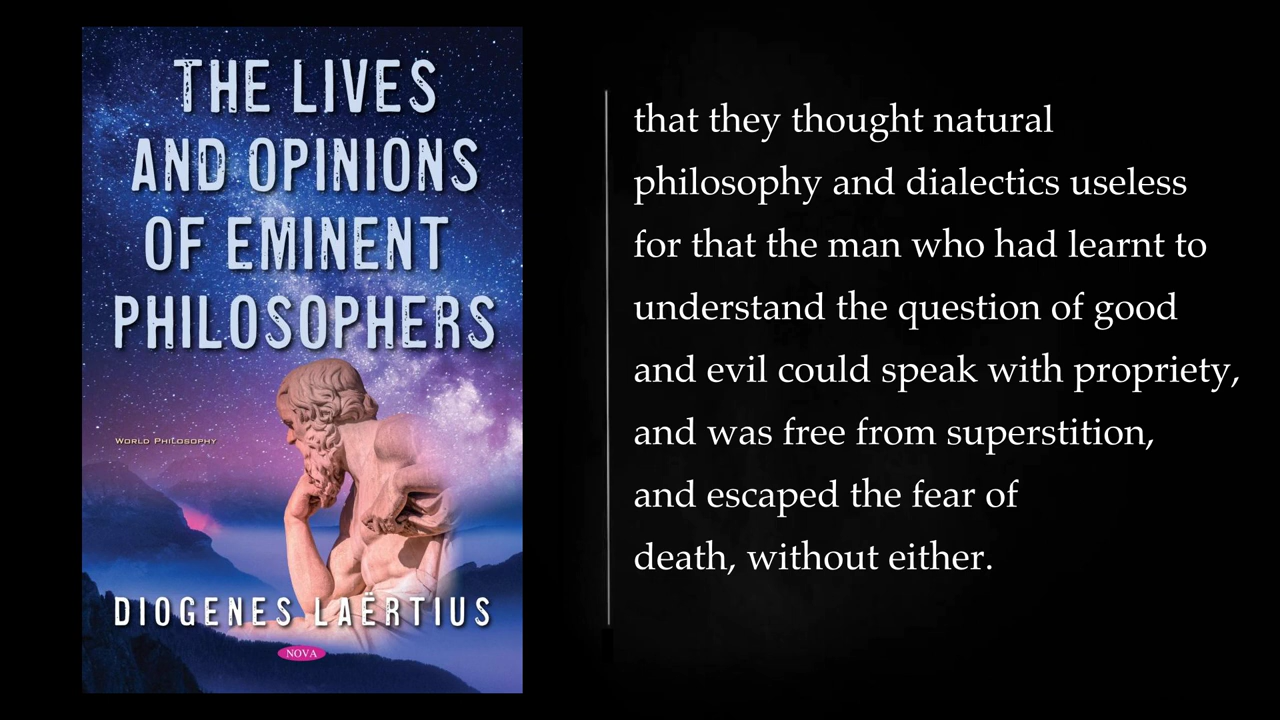 THE LIVES
AND OPINIONS
OF EMINENT
PHILOSOPHERS
WORLD PHILOSOPHY
DIOGENES LAËRTIUS
NOVA
that they thought natural
philosophy and dialectics useless
for that the man who had learnt to
understand the question of good
and evil could speak with propriety,
and was free from superstition,
and escaped the fear of
death, without either.